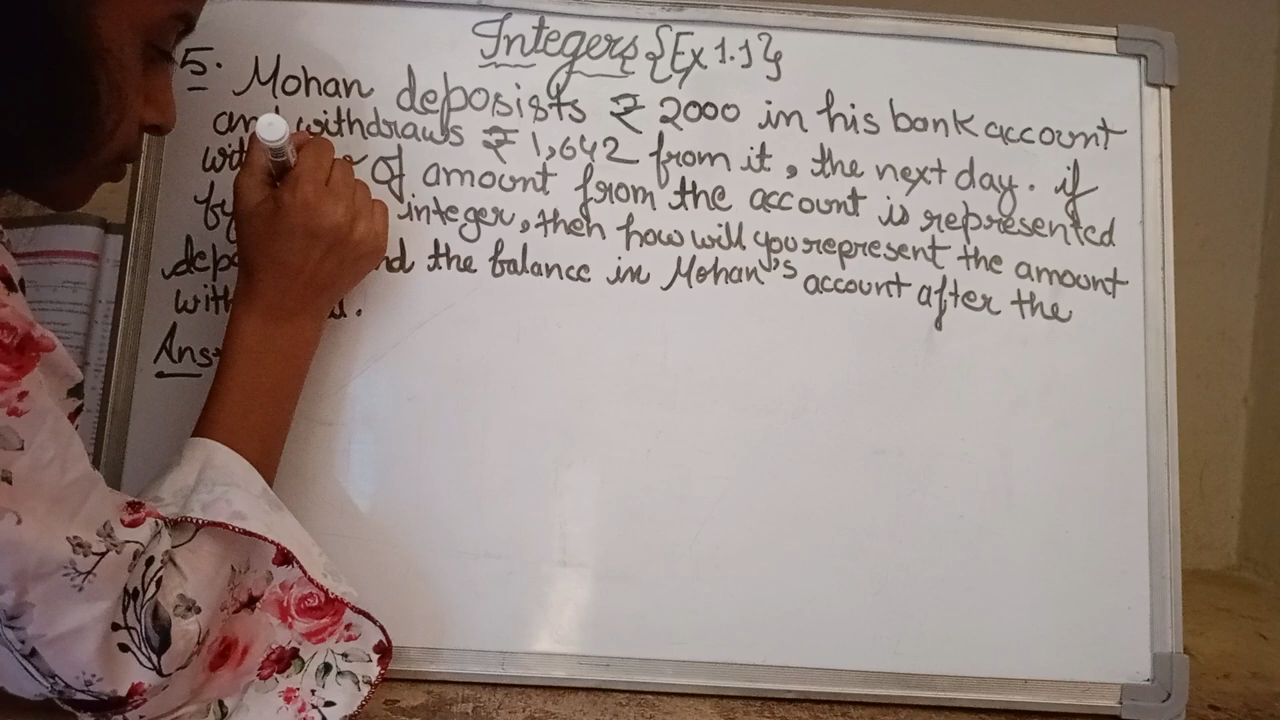 Integers {Ex 1.1}
5. Mohan deposists ₹ 2000 in his bank account
and withdraws ₹ 1,642 from it, the next day. if
of amount from the account is represented
integer, then how will you represent the amount
the balance in Mohan's account after the
Ans